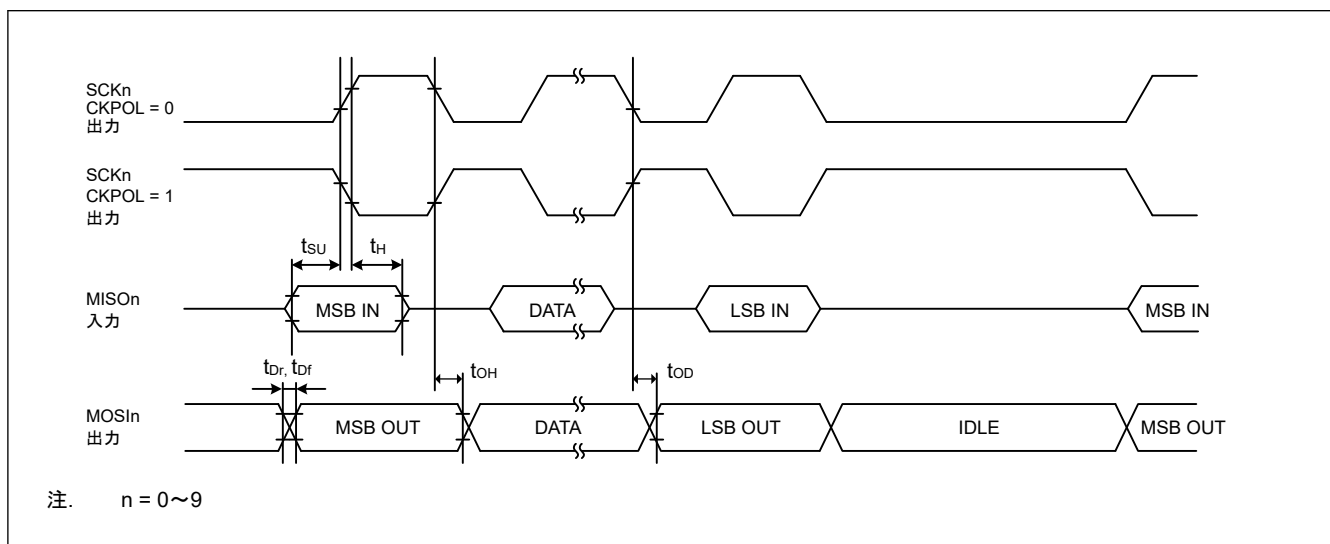 SCKn
CKPOL = 0
出力
SCKn
CKPOL = 1
出力
tSU
tH
MISOn
入力
MSB IN
DATA
LSB IN
MSB IN
tDr, tDf
tOH
tOD
MOSIn
出力
MSB OUT
DATA
LSB OUT
IDLE
MSB OUT
注. n = 0～9